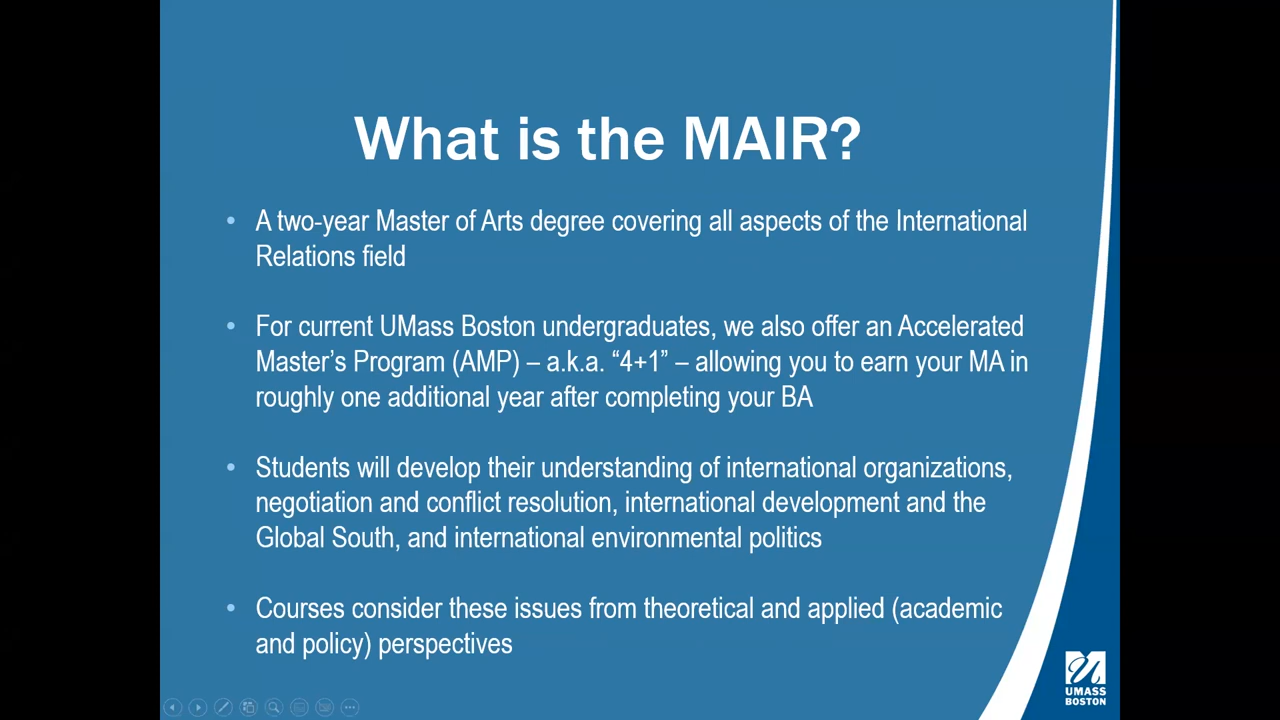 What is the MAIR?
• A two-year Master of Arts degree covering all aspects of the International
Relations field
• For current UMass Boston undergraduates, we also offer an Accelerated
Master’s Program (AMP) – a.k.a. “4+1” – allowing you to earn your MA in
roughly one additional year after completing your BA
• Students will develop their understanding of international organizations,
negotiation and conflict resolution, international development and the
Global South, and international environmental politics
• Courses consider these issues from theoretical and applied (academic
and policy) perspectives
UMASS
BOSTON